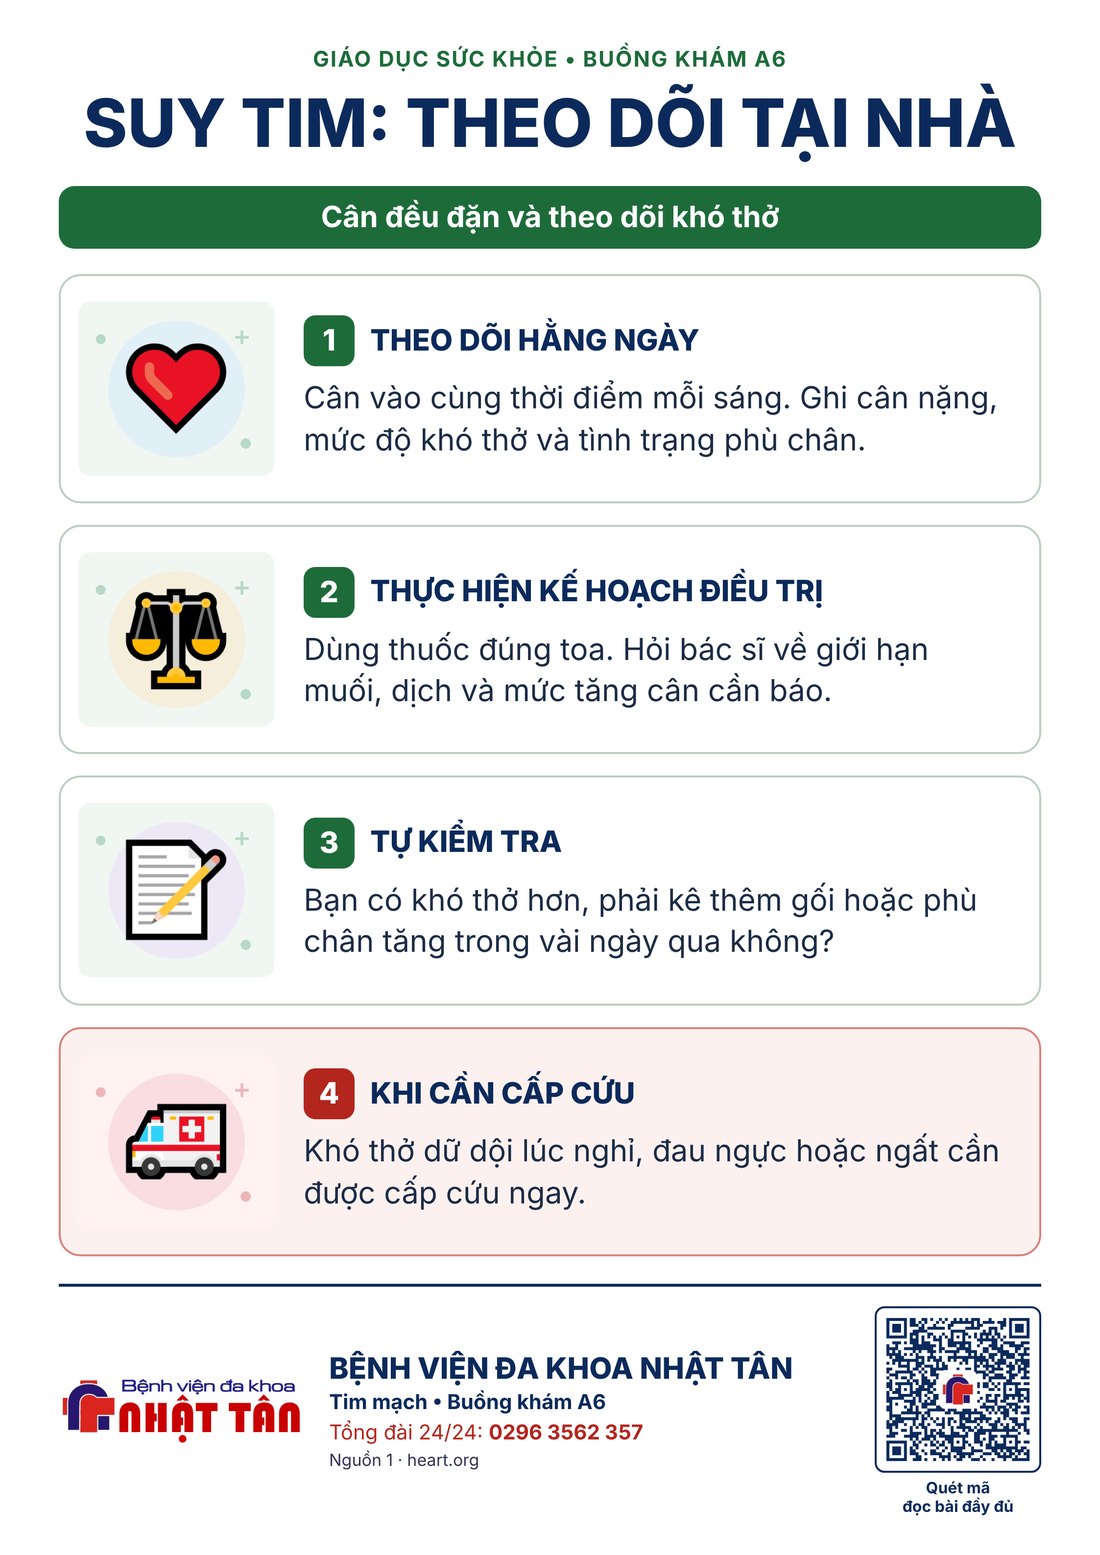 GIÁO DỤC SỨC KHỎE • BUỒNG KHÁM A6
SUY TIM: THEO DÕI TẠI NHÀ
Cân đều đặn và theo dõi khó thở
1 THEO DÕI HẰNG NGÀY
Cân vào cùng thời điểm mỗi sáng. Ghi cân nặng,
mức độ khó thở và tình trạng phù chân.
2 THỰC HIỆN KẾ HOẠCH ĐIỀU TRỊ
Dùng thuốc đúng toa. Hỏi bác sĩ về giới hạn
muối, dịch và mức tăng cân cần báo.
3 TỰ KIỂM TRA
Bạn có khó thở hơn, phải kê thêm gối hoặc phù
chân tăng trong vài ngày qua không?
4 KHI CẦN CẤP CỨU
Khó thở dữ dội lúc nghỉ, đau ngực hoặc ngất cần
được cấp cứu ngay.
Bệnh viện đa khoa
NHẬT TÂN
BỆNH VIỆN ĐA KHOA NHẬT TÂN
Tim mạch • Buồng khám A6
Tổng đài 24/24: 0296 3562 357
Nguồn 1 · heart.org
Quét mã
đọc bài đầy đủ